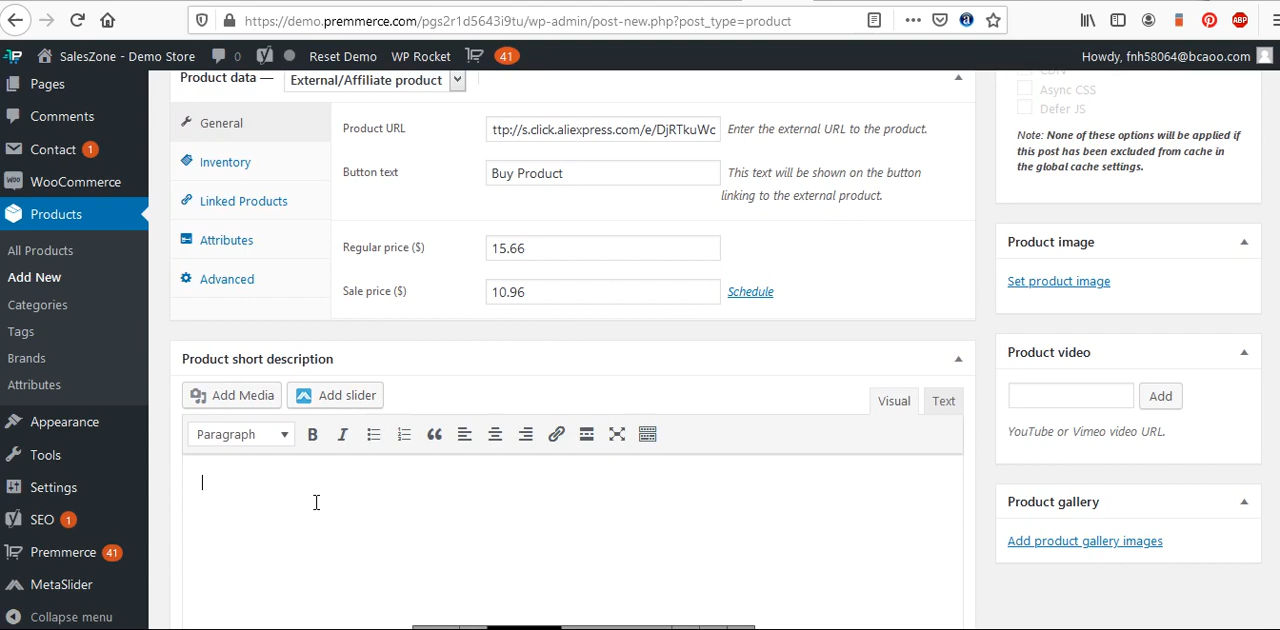 https://demo.premmerce.com/pgs2r1d5643i9tu/wp-admin/post-new.php?post_type=product
SalesZone - Demo Store 0 Reset Demo WP Rocket 41 Howdy, fnh58064@bcaoo.com
Pages
Comments
Contact 1
WooCommerce
Products
All Products
Add New
Categories
Tags
Brands
Attributes
Appearance
Tools
Settings
SEO 1
Premmerce 41
MetaSlider
Collapse menu
Product data — External/Affiliate product
General
Inventory
Linked Products
Attributes
Advanced
Product URL ttp://s.click.aliexpress.com/e/DjRTkuWc Enter the external URL to the product.
Button text Buy Product This text will be shown on the button
linking to the external product.
Regular price ($) 15.66
Sale price ($) 10.96 Schedule
Product short description
Add Media Add slider Visual Text
Paragraph B I
CDN
Async CSS
Defer JS
Note: None of these options will be applied if
this post has been excluded from cache in
the global cache settings.
Product image
Set product image
Product video
Add
YouTube or Vimeo video URL.
Product gallery
Add product gallery images